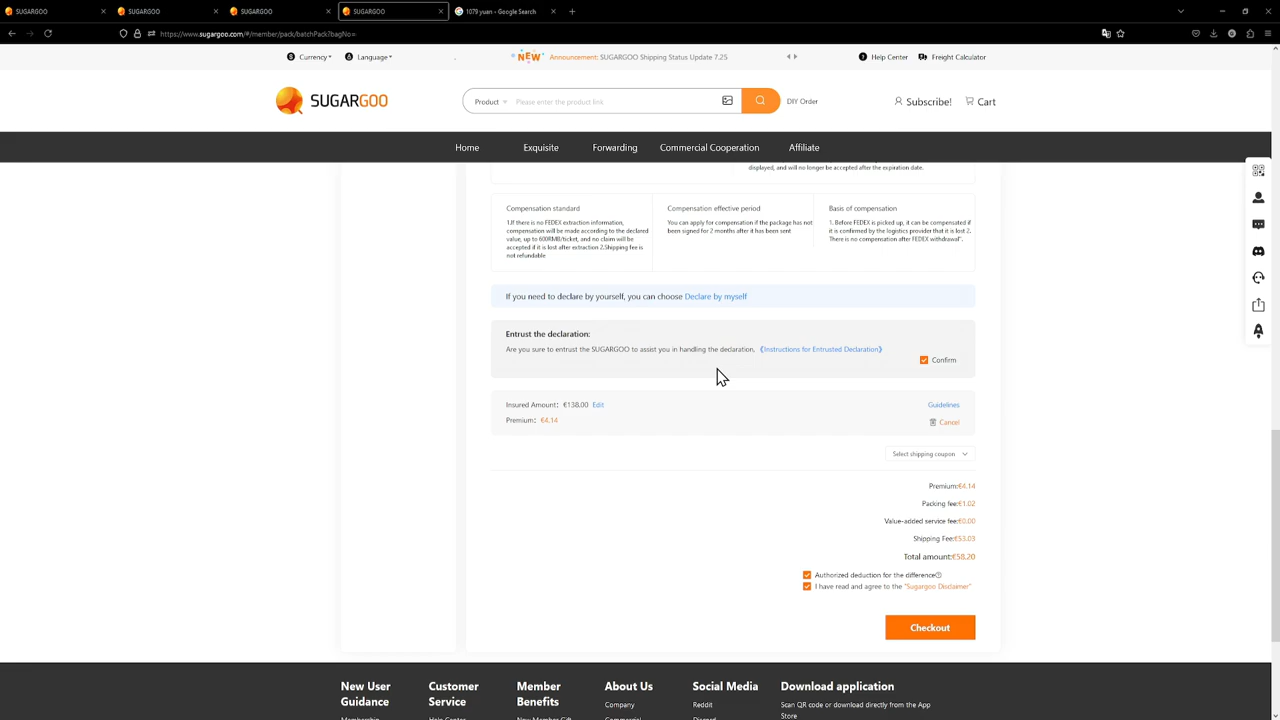 SUGARGOO
SUGARGOO
SUGARGOO
SUGARGOO
1079 yuan - Google Search
https://www.sugargoo.com/#/member/pack/batchPack?bagNo=
Currency
Language
NEW
Announcement: SUGARGOO Shipping Status Update 7.25
Help Center
Freight Calculator
SUGARGOO
Product
Please enter the product link
DIY Order
Subscribe!
Cart
Home
Exquisite
Forwarding
Commercial Cooperation
Affiliate
displayed, and will no longer be accepted after the expiration date.
Compensation standard
1.If there is no FEDEX extraction information,
compensation will be made according to the declared
value, up to 600RMB/ticket, and no claim will be
accepted if it is lost after extraction 2.Shipping fee is
not refundable
Compensation effective period
You can apply for compensation if the package has not
been signed for 2 months after it has been sent
Basis of compensation
1. Before FEDEX is picked up, it can be compensated if
it is confirmed by the logistics provider that it is lost 2.
There is no compensation after FEDEX withdrawal".
If you need to declare by yourself, you can choose Declare by myself
Entrust the declaration:
Are you sure to entrust the SUGARGOO to assist you in handling the declaration. 《Instructions for Entrusted Declaration》
Confirm
Insured Amount: €138.00 Edit
Guidelines
Premium: €4.14
Cancel
Select shipping coupon
Premium:€4.14
Packing fee:€1.02
Value-added service fee:€0.00
Shipping Fee:€53.03
Total amount:€58.20
Authorized deduction for the difference
I have read and agree to the "Sugargoo Disclaimer"
Checkout
New User
Guidance
Membership
Customer
Service
Help Center
Member
Benefits
New Member Gift
About Us
Company
Commercial
Social Media
Reddit
Discord
Download application
Scan QR code or download directly from the App
Store